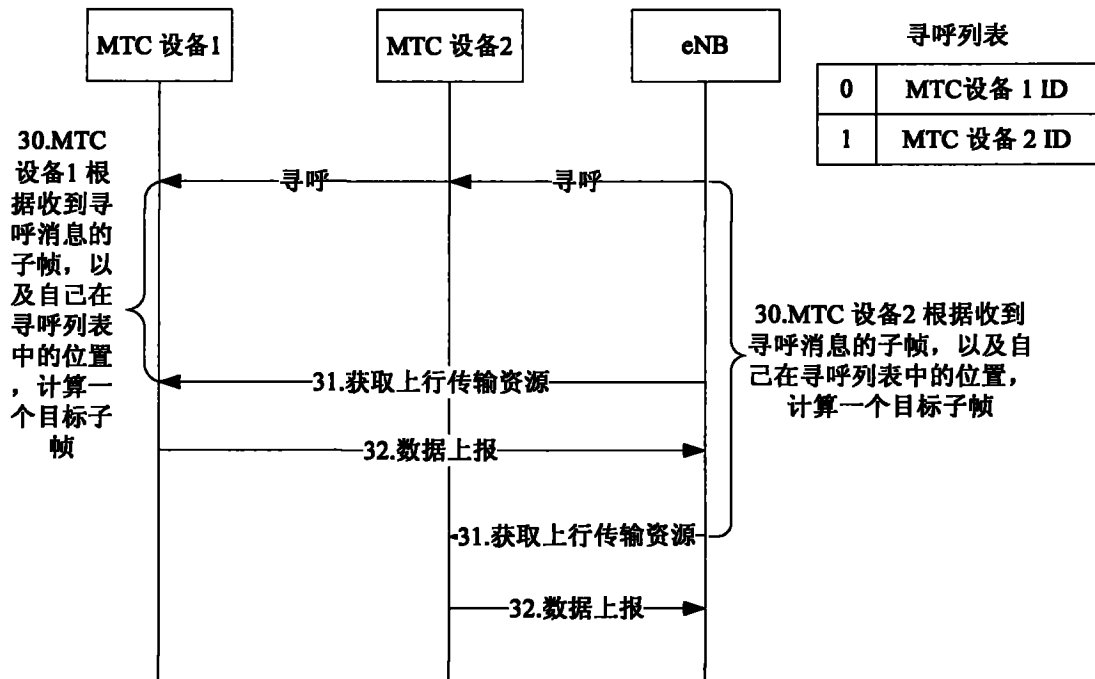 MTC 设备1
MTC 设备2
eNB
寻呼列表
0 MTC设备 1 ID
1 MTC 设备 2 ID
30.MTC
设备1 根
据收到寻
呼消息的
子帧，以
及自己在
寻呼列表
中的位置
，计算一
个目标子
帧
寻呼
寻呼
30.MTC 设备2 根据收到
寻呼消息的子帧，以及自
己在寻呼列表中的位置，
计算一个目标子帧
31.获取上行传输资源
32.数据上报
31.获取上行传输资源
32.数据上报